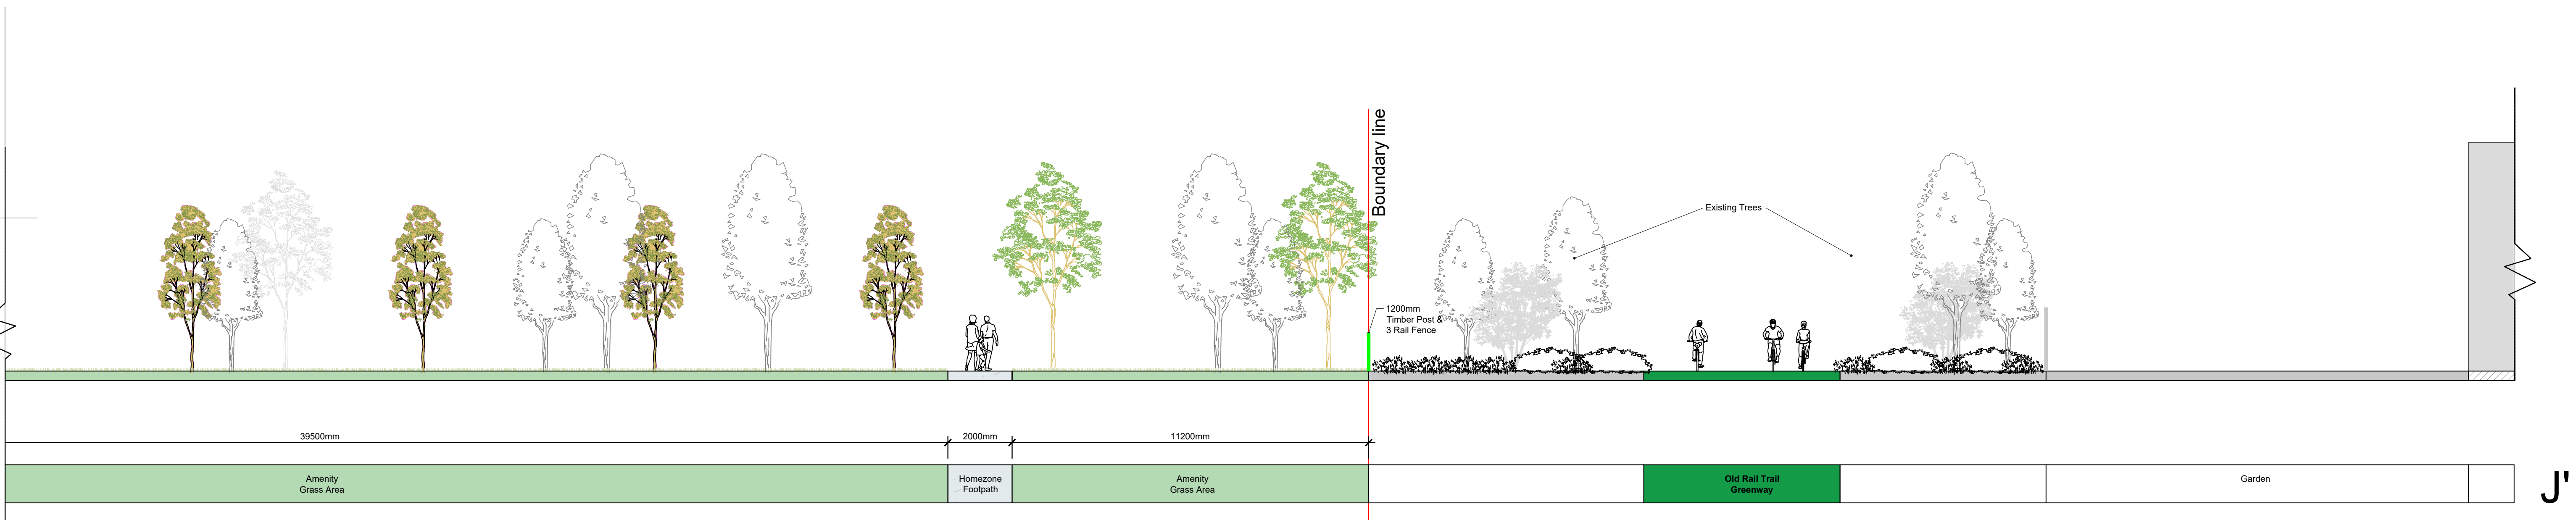 Boundary line
Existing Trees
1200mm
Timber Post &
3 Rail Fence
39500mm
2000mm
11200mm
Amenity
Grass Area
Homezone
Footpath
Amenity
Grass Area
Old Rail Trail
Greenway
Garden
J'